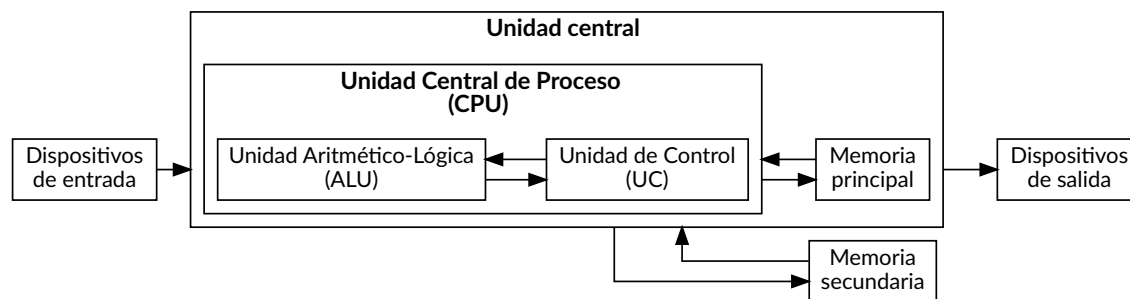 Unidad central
Unidad Central de Proceso
(CPU)
Dispositivos
de entrada
Unidad Aritmético-Lógica
(ALU)
Unidad de Control
(UC)
Memoria
principal
Dispositivos
de salida
Memoria
secundaria